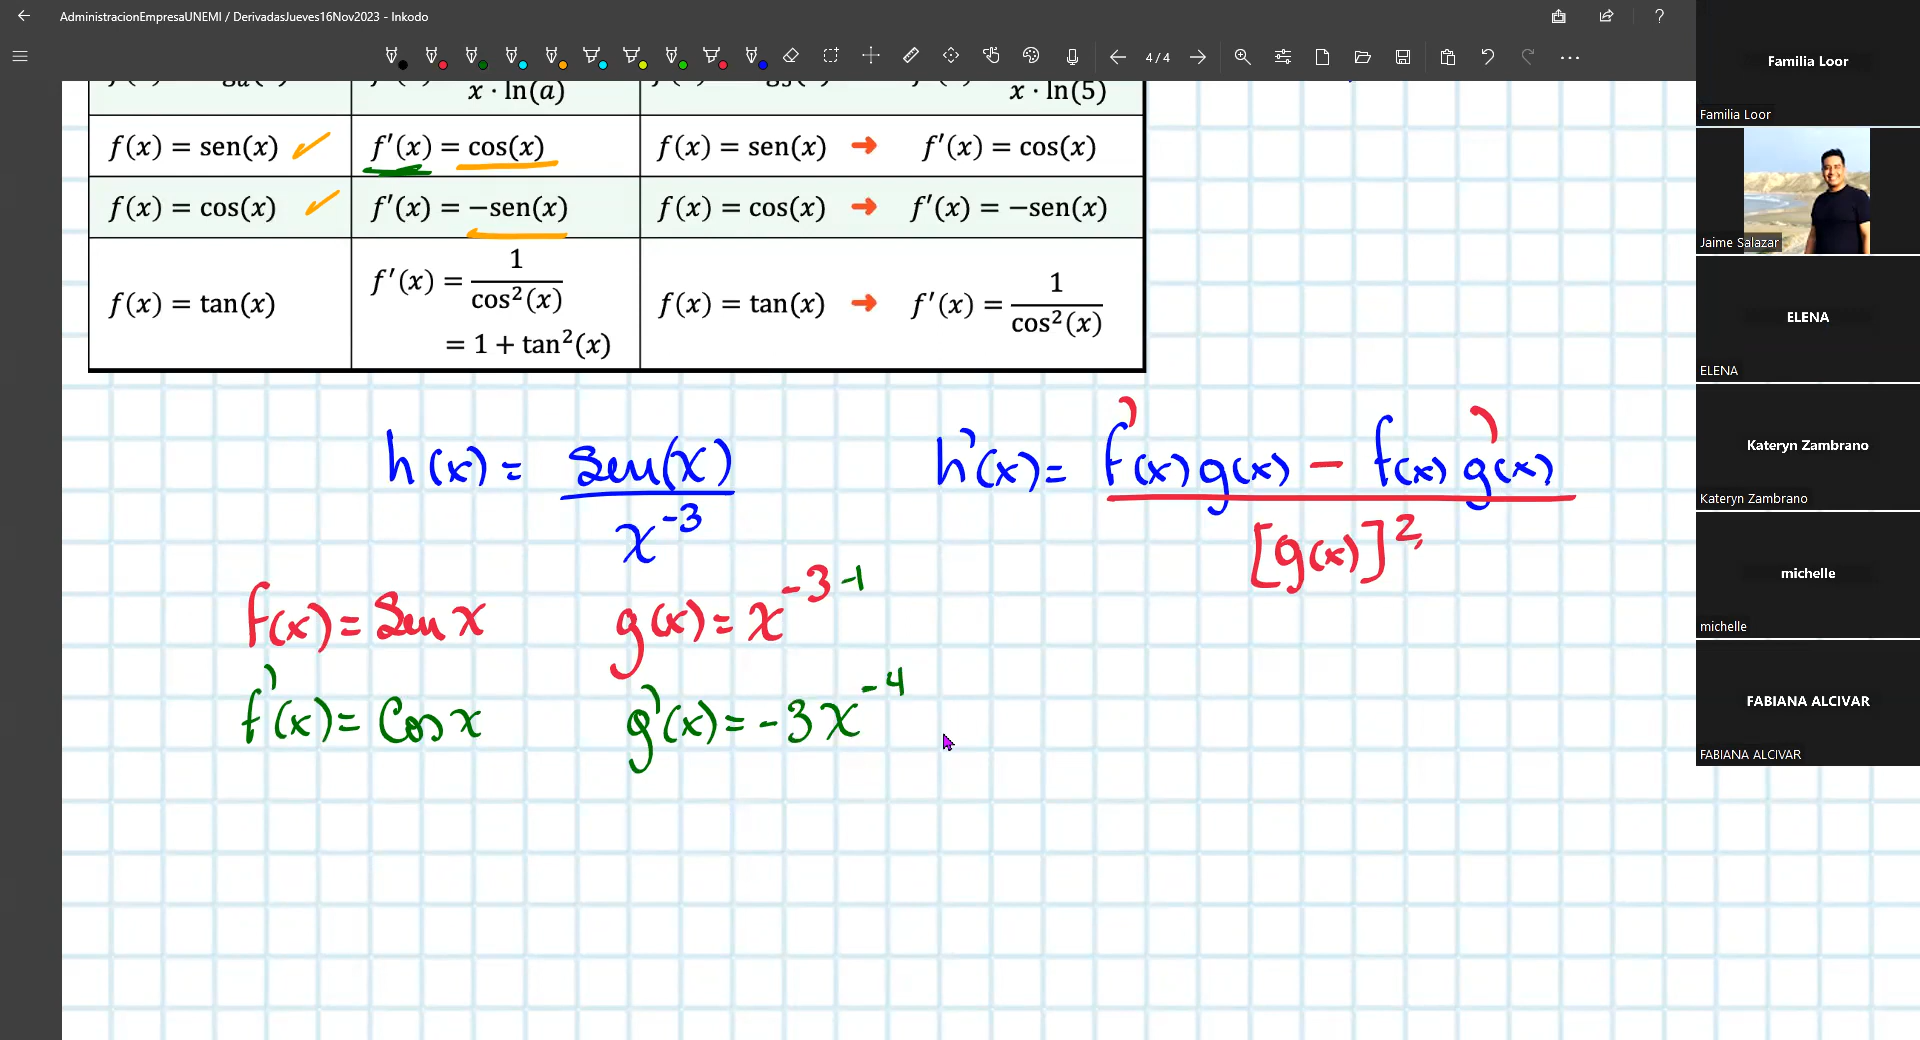 AdministracionEmpresaUNEMI / DerivadasJueves16Nov2023 - Inkodo
?
4 / 4
x · ln(a)
x · ln(5)
f(x) = sen(x) f'(x) = cos(x) f(x) = sen(x) ➜ f'(x) = cos(x)
f(x) = cos(x) f'(x) = −sen(x) f(x) = cos(x) ➜ f'(x) = −sen(x)
f(x) = tan(x) f'(x) = 1/cos²(x) f(x) = tan(x) ➜ f'(x) = 1/cos²(x)
= 1 + tan²(x)
h(x) = sen(x)/x⁻³ h'(x) = f'(x) g(x) − f(x) g'(x)/[g(x)]²
f(x) = Sen x g(x) = x⁻³⁻¹
f'(x) = Cos x g'(x) = -3x⁻⁴
Familia Loor
Familia Loor
Jaime Salazar
ELENA
ELENA
Kateryn Zambrano
Kateryn Zambrano
michelle
michelle
FABIANA ALCIVAR
FABIANA ALCIVAR